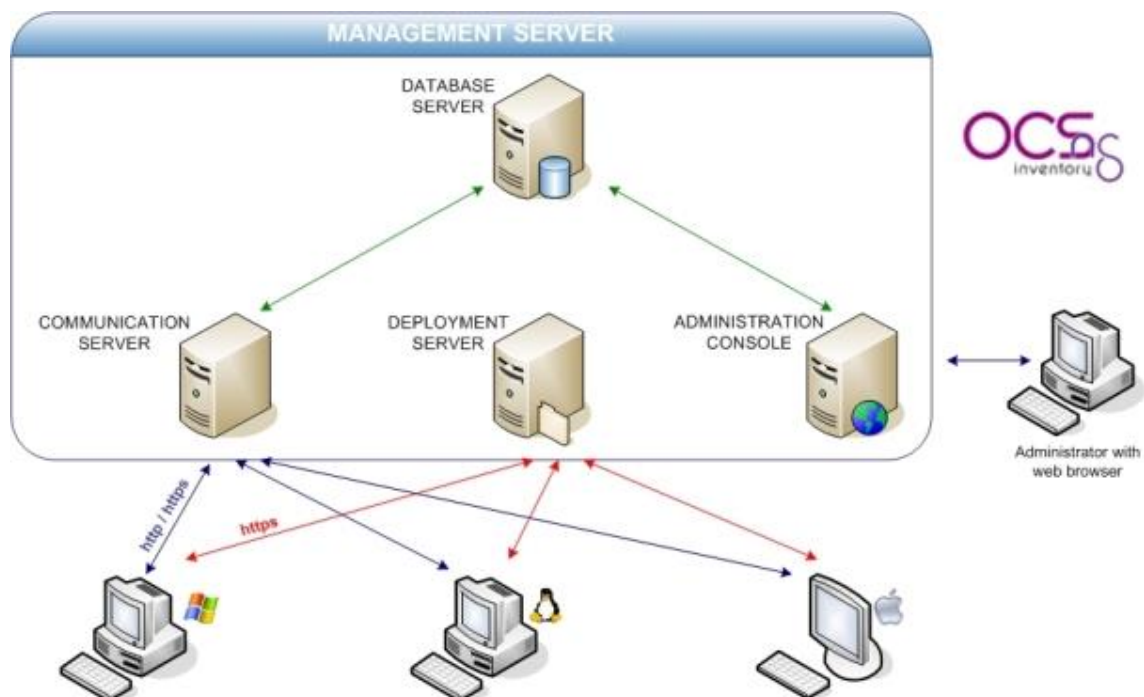 MANAGEMENT SERVER
DATABASE
SERVER
OCS
ng
inventory
COMMUNICATION
SERVER
DEPLOYMENT
SERVER
ADMINISTRATION
CONSOLE
Administrator with
web browser
http / https
https